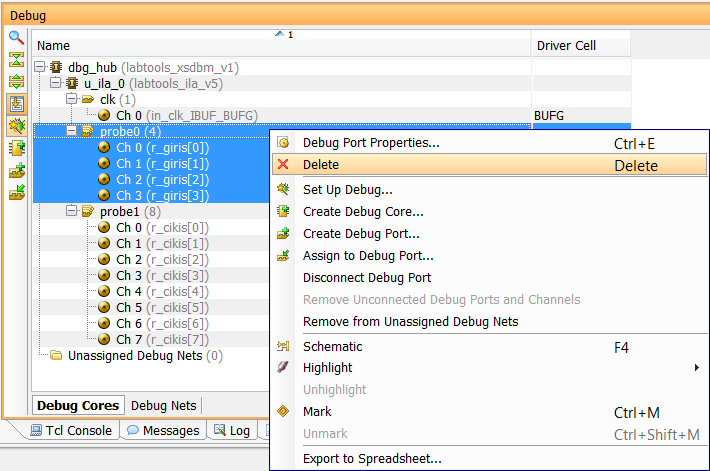 Debug
Name
1
Driver Cell
dbg_hub (labtools_xsdbm_v1)
u_ila_0 (labtools_ila_v5)
clk (1)
Ch 0 (in_clk_IBUF_BUFG) BUFG
probe0 (4)
Ch 0 (r_giris[0])
Ch 1 (r_giris[1])
Ch 2 (r_giris[2])
Ch 3 (r_giris[3])
probe1 (8)
Ch 0 (r_cikis[0])
Ch 1 (r_cikis[1])
Ch 2 (r_cikis[2])
Ch 3 (r_cikis[3])
Ch 4 (r_cikis[4])
Ch 5 (r_cikis[5])
Ch 6 (r_cikis[6])
Ch 7 (r_cikis[7])
Unassigned Debug Nets (0)
Debug Port Properties... Ctrl+E
Delete Delete
Set Up Debug...
Create Debug Core...
Create Debug Port...
Assign to Debug Port...
Disconnect Debug Port
Remove Unconnected Debug Ports and Channels
Remove from Unassigned Debug Nets
Schematic F4
Highlight
Unhighlight
Mark Ctrl+M
Unmark Ctrl+Shift+M
Export to Spreadsheet...
Debug Cores Debug Nets
Tcl Console Messages Log